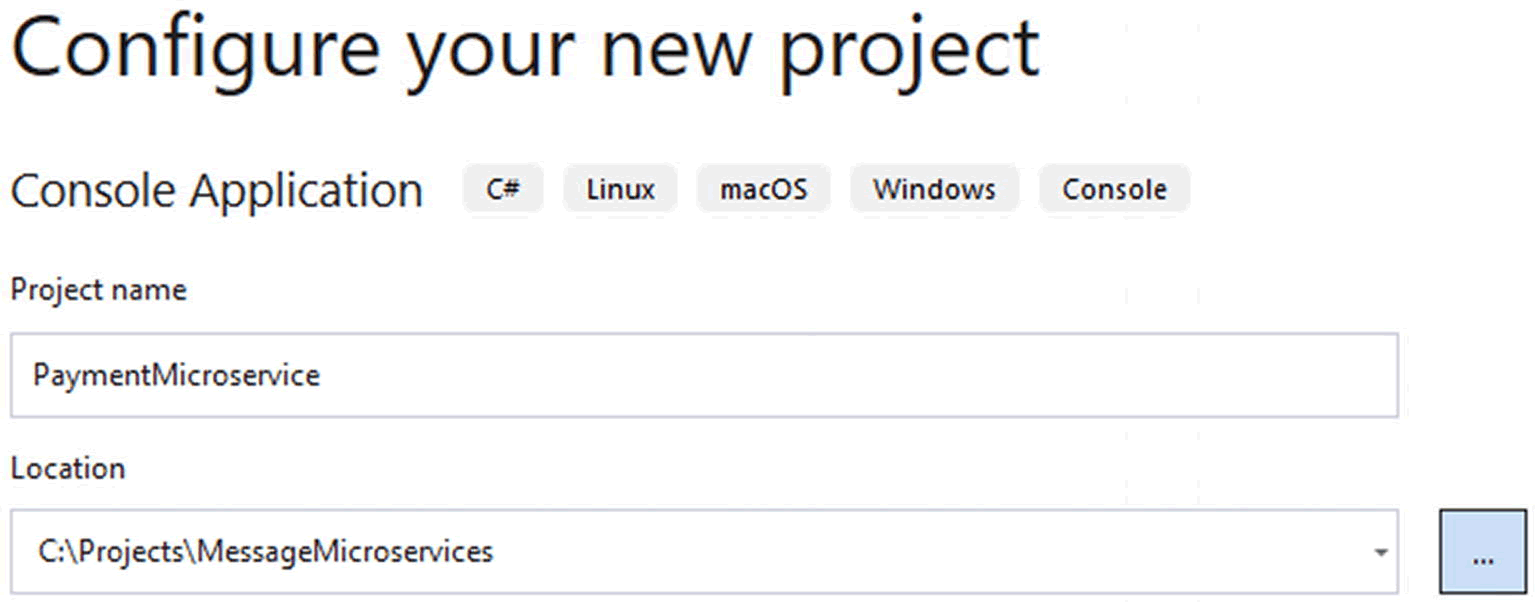 Configure your new project
Console Application C# Linux macOS Windows Console
Project name
PaymentMicroservice
Location
C:\Projects\MessageMicroservices
...